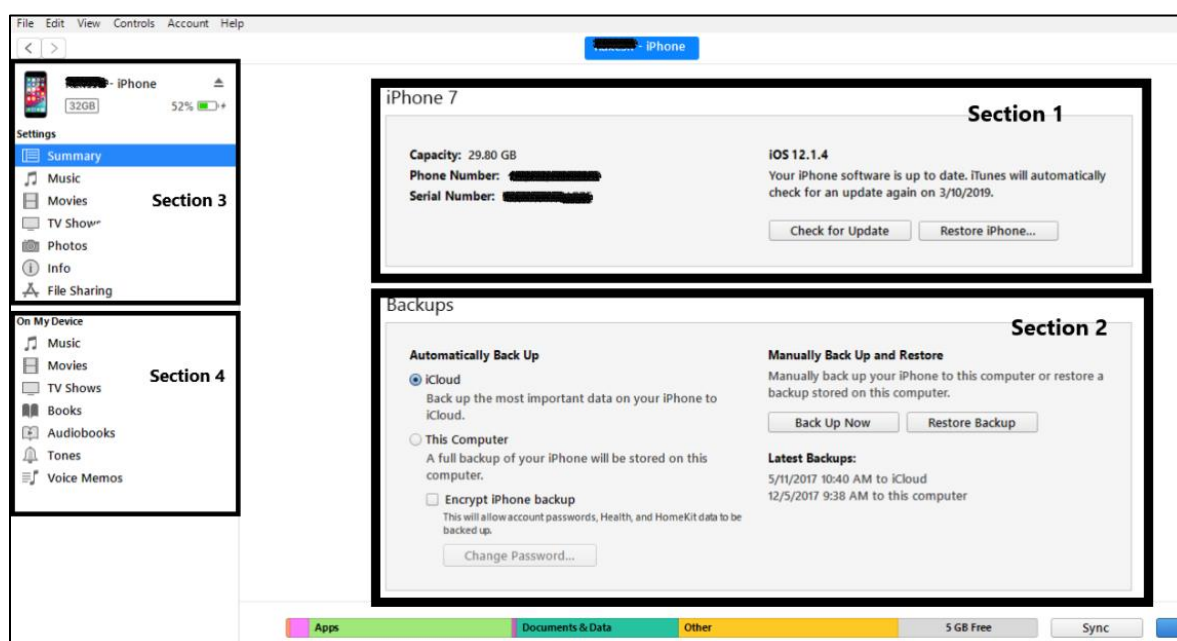 File Edit View Controls Account Help
- iPhone
- iPhone
32GB 52%
Settings
Summary
Music
Movies
TV Shows
Photos
Info
File Sharing
Section 3
On My Device
Music
Movies
TV Shows
Books
Audiobooks
Tones
Voice Memos
Section 4
iPhone 7
Section 1
Capacity: 29.80 GB
Phone Number:
Serial Number:
iOS 12.1.4
Your iPhone software is up to date. iTunes will automatically
check for an update again on 3/10/2019.
Check for Update Restore iPhone...
Backups
Section 2
Automatically Back Up
iCloud
Back up the most important data on your iPhone to
iCloud.
This Computer
A full backup of your iPhone will be stored on this
computer.
Encrypt iPhone backup
This will allow account passwords, Health, and HomeKit data to be
backed up.
Change Password...
Manually Back Up and Restore
Manually back up your iPhone to this computer or restore a
backup stored on this computer.
Back Up Now Restore Backup
Latest Backups:
5/11/2017 10:40 AM to iCloud
12/5/2017 9:38 AM to this computer
Apps Documents & Data Other 5 GB Free Sync